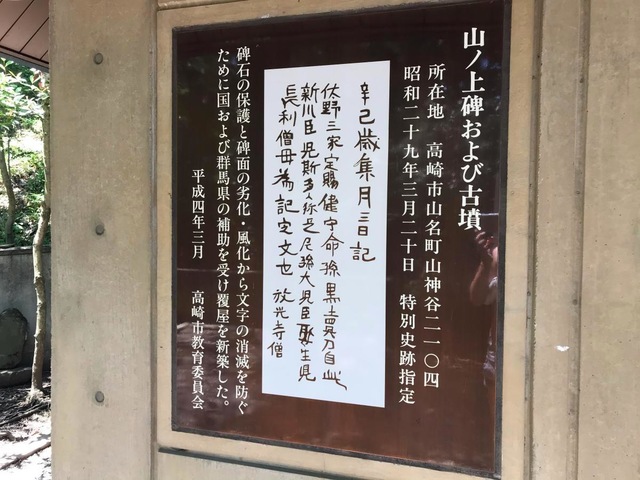 山ノ上碑および古墳
所在地 高崎市山名町山神谷二一〇四
昭和二十九年三月二十日 特別史跡指定
辛己歳集月三日記
佐野三家定賜健守命孫黒売刀自此
新川臣児斯多々弥足尼孫大児臣娶生児
長利僧母為記定文也 放光寺僧
碑石の保護と碑面の劣化・風化から文字の消滅を防ぐ
ために国および群馬県の補助を受け覆屋を新築した。
平成四年三月 高崎市教育委員会